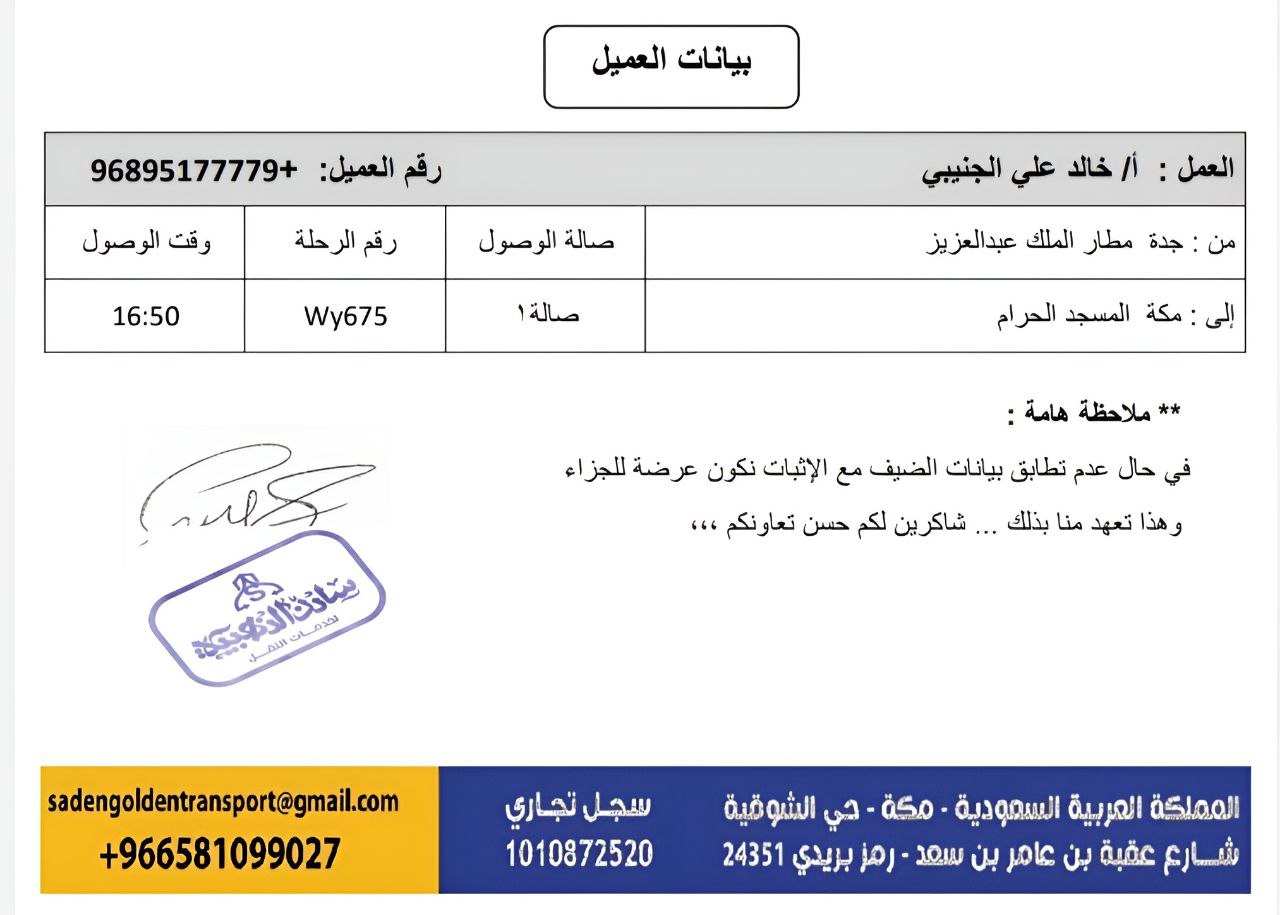 بيانات العميل
العمل : أ/ خالد علي الجنيبي رقم العميل: +96895177779
من : جدة مطار الملك عبدالعزيز صالة الوصول رقم الرحلة وقت الوصول
إلى : مكة المسجد الحرام صالة١ Wy675 16:50
** ملاحظة هامة :
في حال عدم تطابق بيانات الضيف مع الإثبات نكون عرضة للجزاء
وهذا تعهد منا بذلك ... شاكرين لكم حسن تعاونكم ،،،
سادن الذهبية
لخدمات النقل
المملكة العربية السعودية - مكة - حي الشوقية
شارع عقبة بن عامر بن سعد - رمز بريدي 24351
سجل تجاري
1010872520
sadengoldentransport@gmail.com
+966581099027